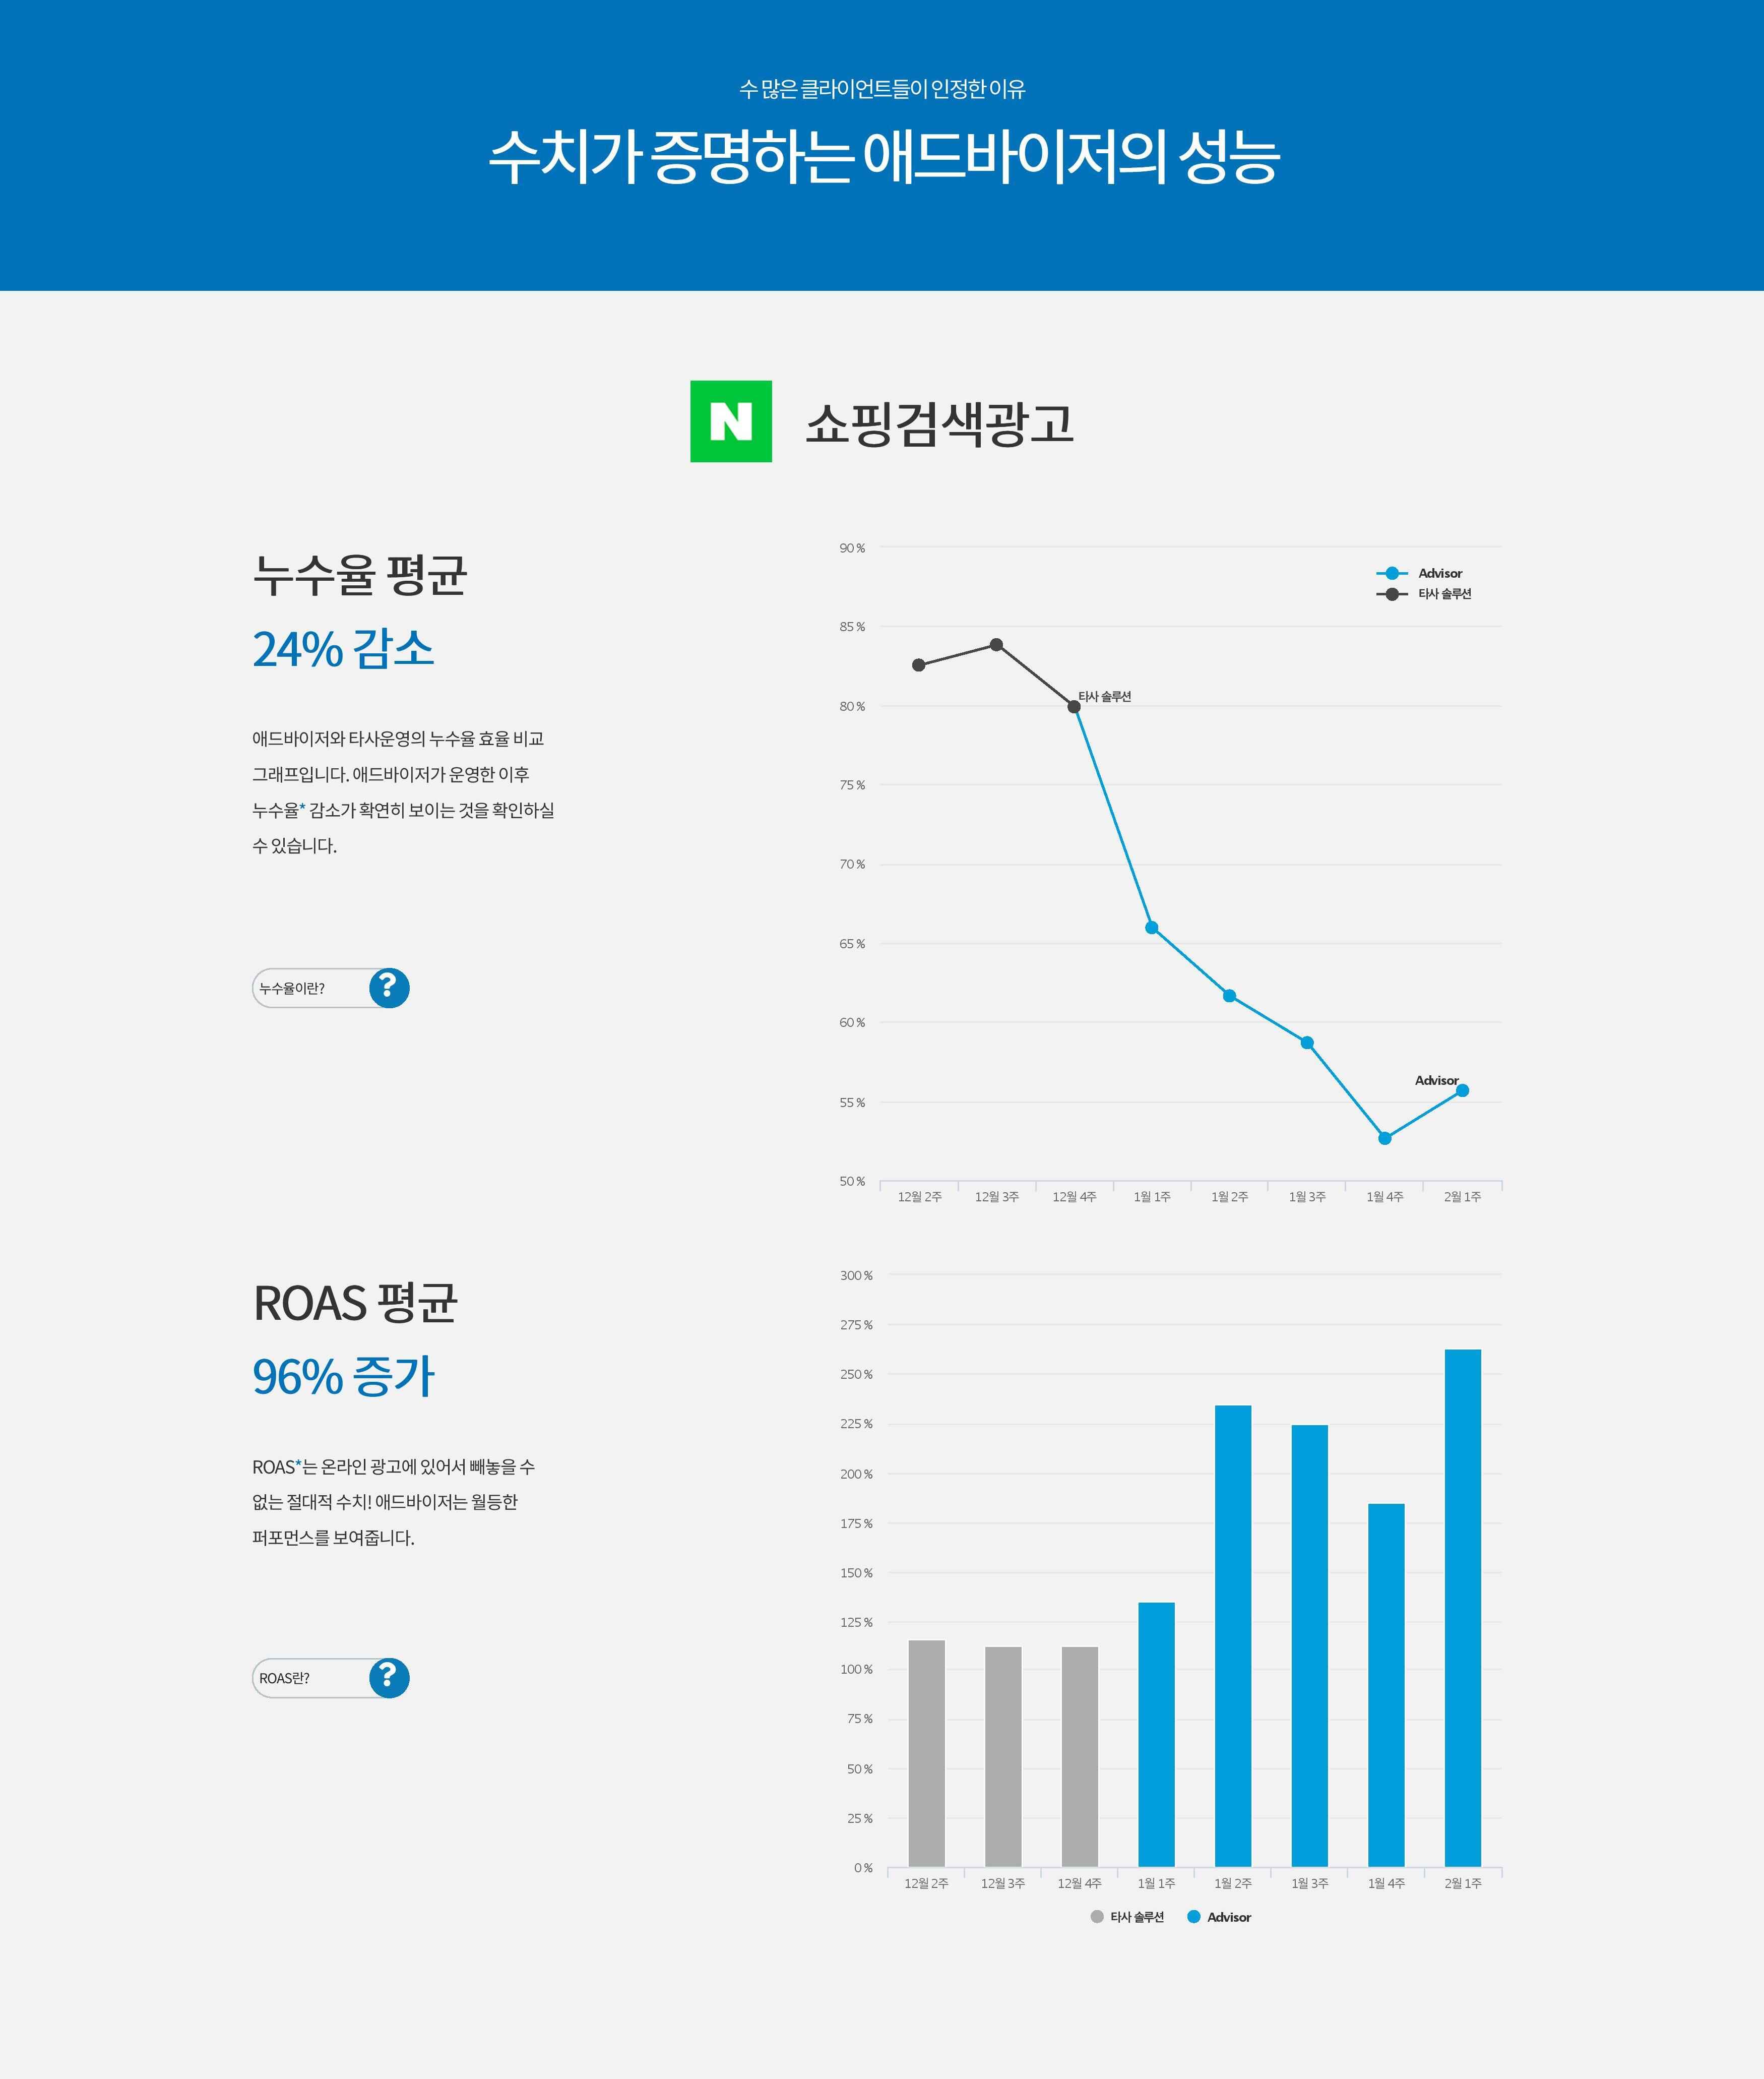 수 많은 클라이언트들이 인정한 이유
수치가 증명하는 애드바이저의 성능
N 쇼핑검색광고
누수율 평균
24% 감소
애드바이저와 타사운영의 누수율 효율 비교
그래프입니다. 애드바이저가 운영한 이후
누수율* 감소가 확연히 보이는 것을 확인하실
수 있습니다.
누수율이란? ?
90 %
85 %
80 %
75 %
70 %
65 %
60 %
55 %
50 %
Advisor
타사 솔루션
타사 솔루션
Advisor
12월 2주 12월 3주 12월 4주 1월 1주 1월 2주 1월 3주 1월 4주 2월 1주
ROAS 평균
96% 증가
ROAS*는 온라인 광고에 있어서 빼놓을 수
없는 절대적 수치! 애드바이저는 월등한
퍼포먼스를 보여줍니다.
ROAS란? ?
300 %
275 %
250 %
225 %
200 %
175 %
150 %
125 %
100 %
75 %
50 %
25 %
0 %
12월 2주 12월 3주 12월 4주 1월 1주 1월 2주 1월 3주 1월 4주 2월 1주
타사 솔루션 Advisor